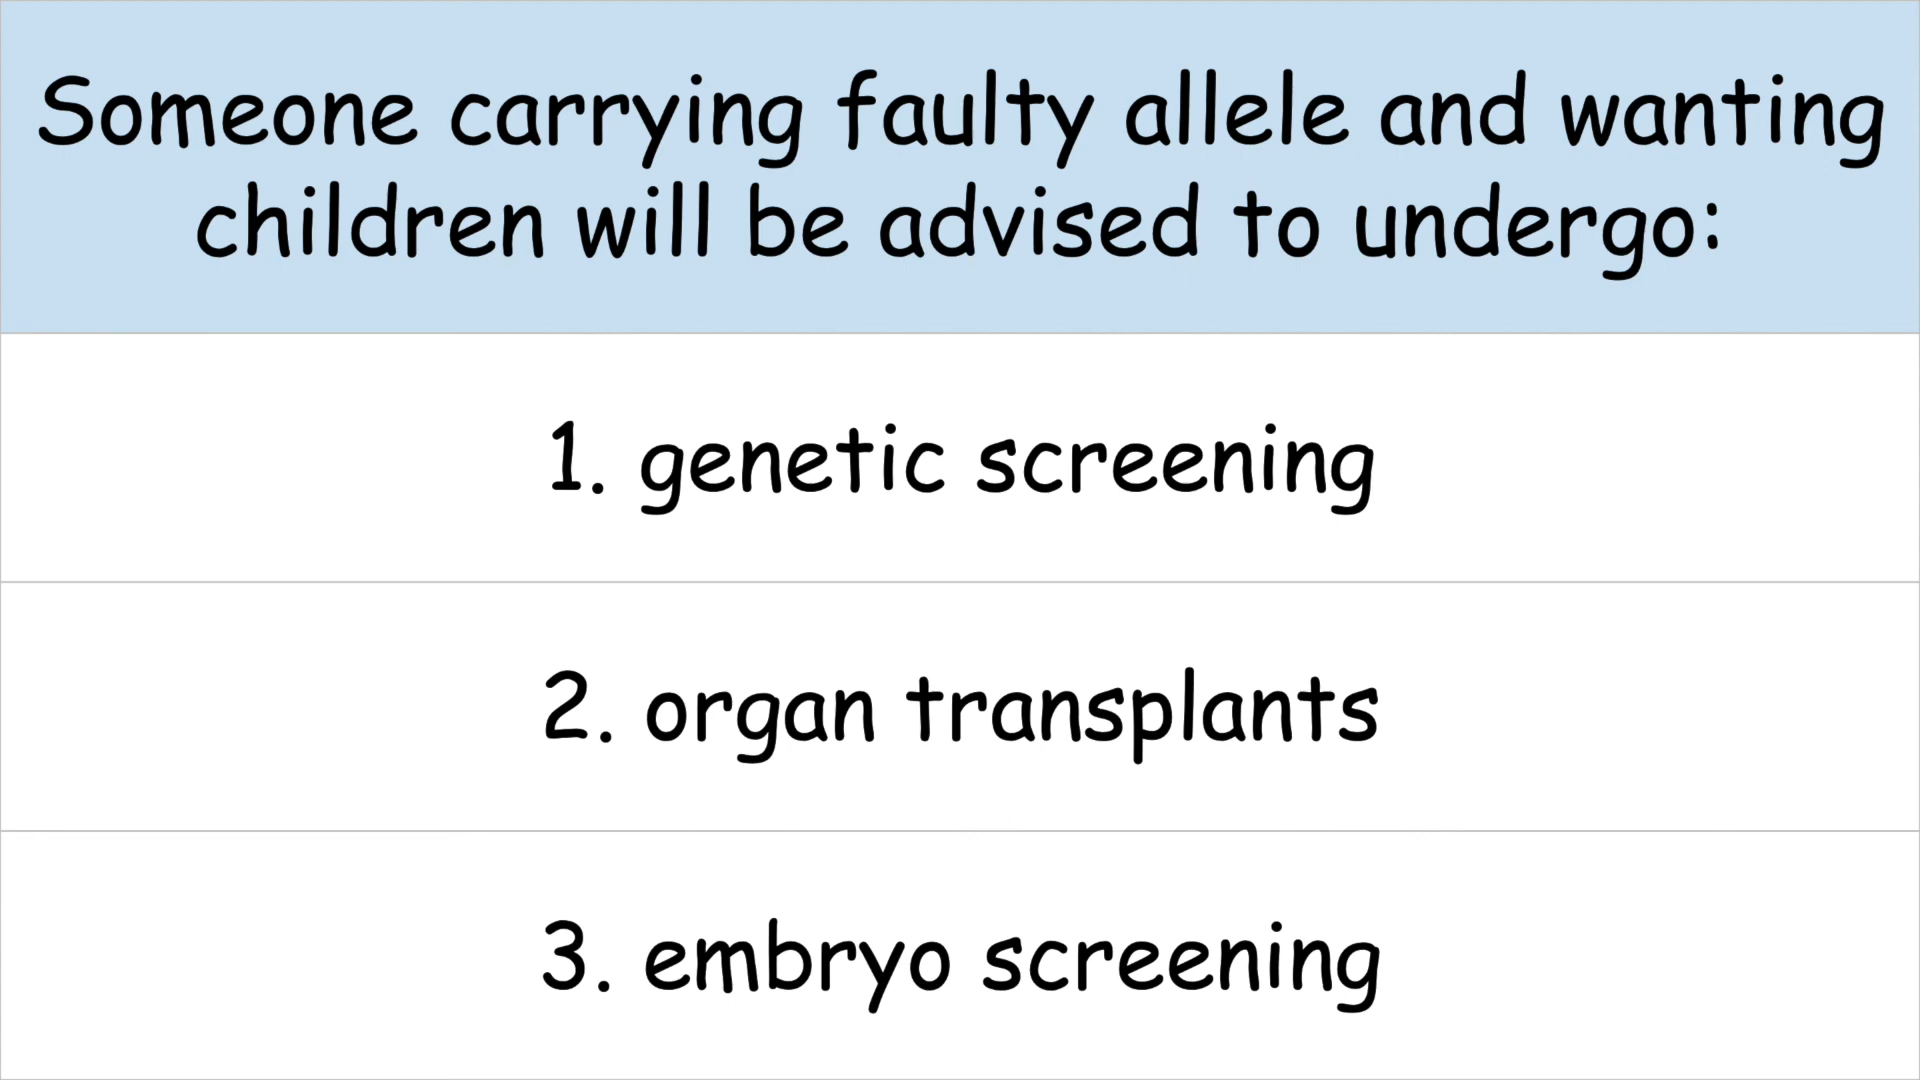 Someone carrying faulty allele and wanting
children will be advised to undergo:
1. genetic screening
2. organ transplants
3. embryo screening